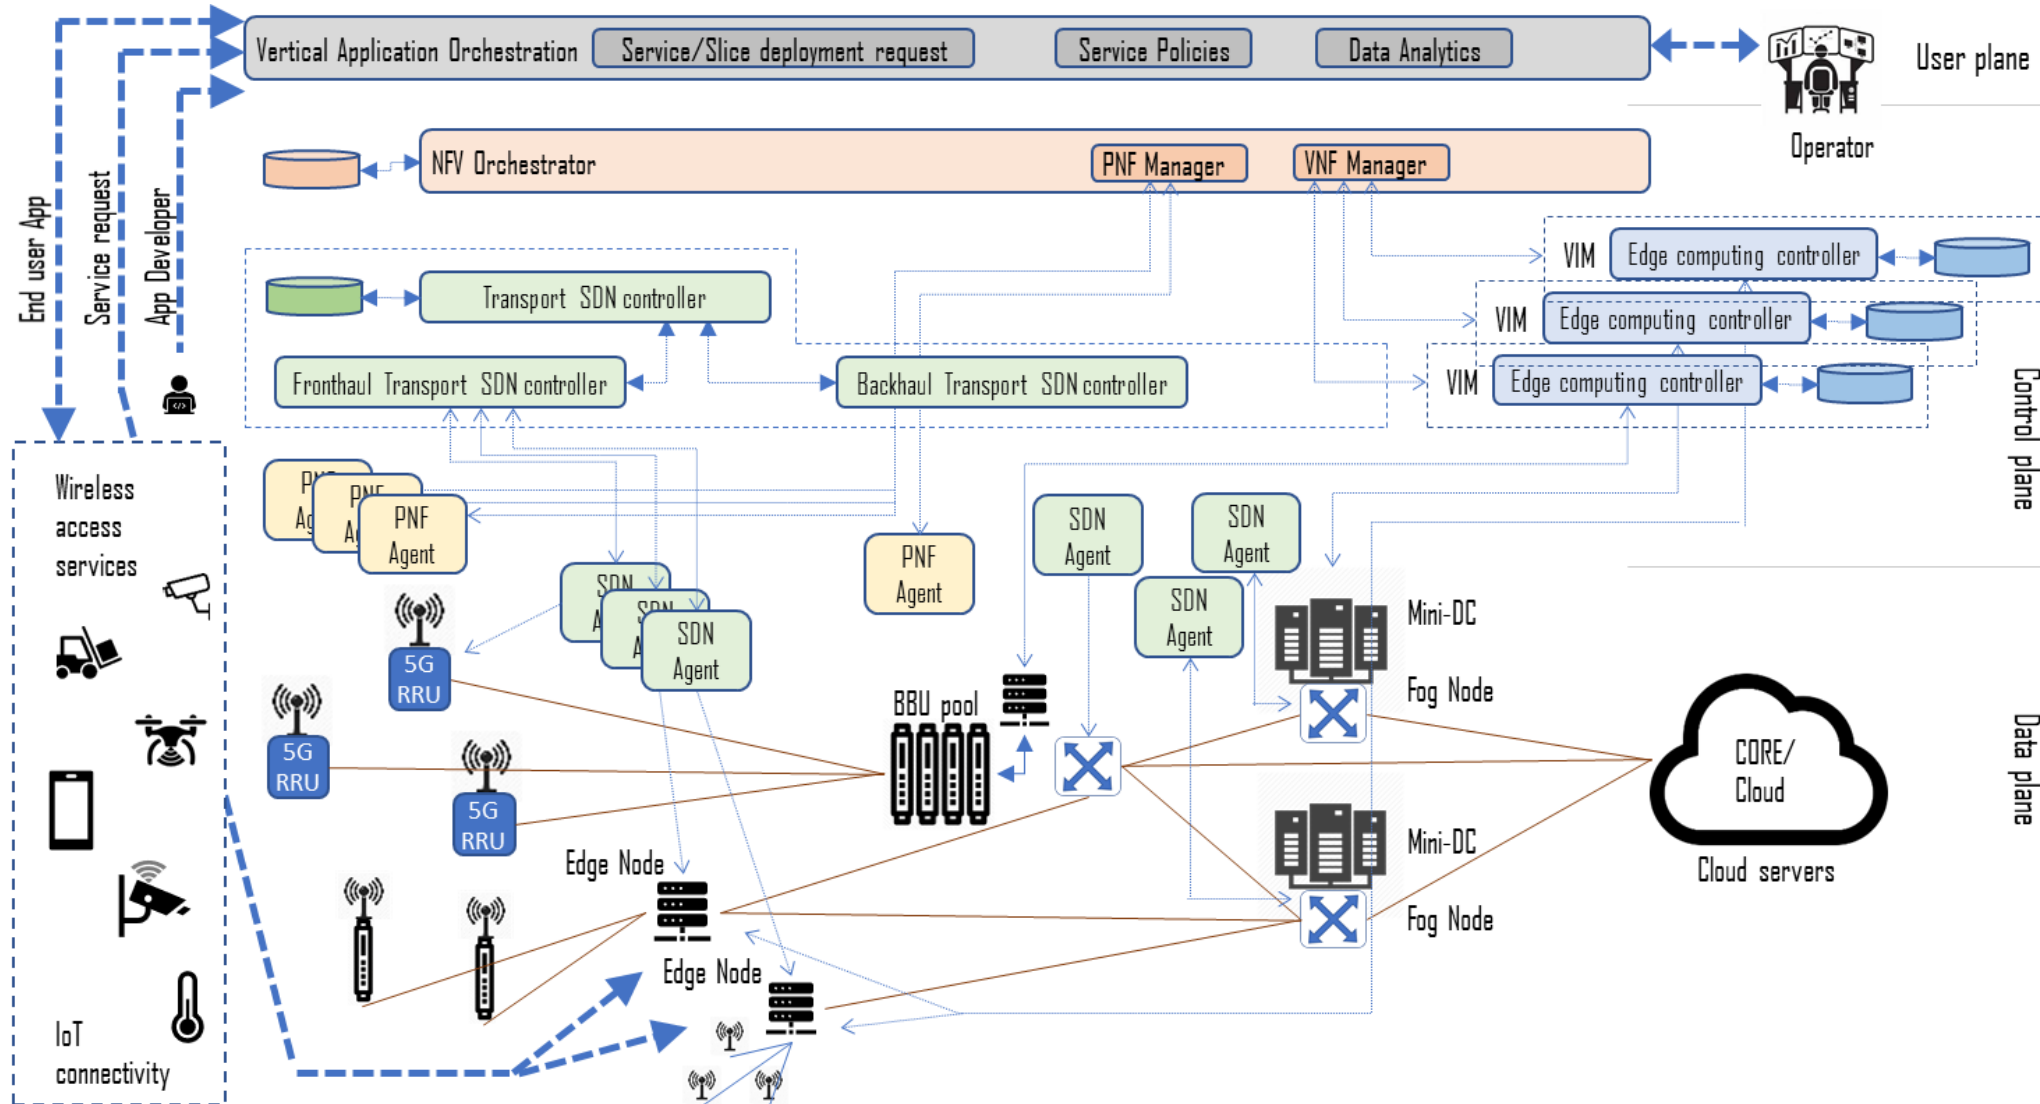 Vertical Application Orchestration
Service/Slice deployment request
Service Policies
Data Analytics
User plane
Operator
NFV Orchestrator
PNF Manager
VNF Manager
End user App
Service request
App Developer
VIM
Edge computing controller
VIM
Edge computing controller
VIM
Edge computing controller
Transport SDN controller
Fronthaul Transport SDN controller
Backhaul Transport SDN controller
Control plane
Wireless
access
services
PNF
Agent
PNF
Agent
SDN
Agent
SDN
Agent
SDN
Agent
SDN
SDN
SDN
Agent
5G
RRU
5G
RRU
5G
RRU
BBU pool
Mini-DC
Fog Node
Mini-DC
Fog Node
CORE/
Cloud
Cloud servers
Data plane
Edge Node
Edge Node
IoT
connectivity